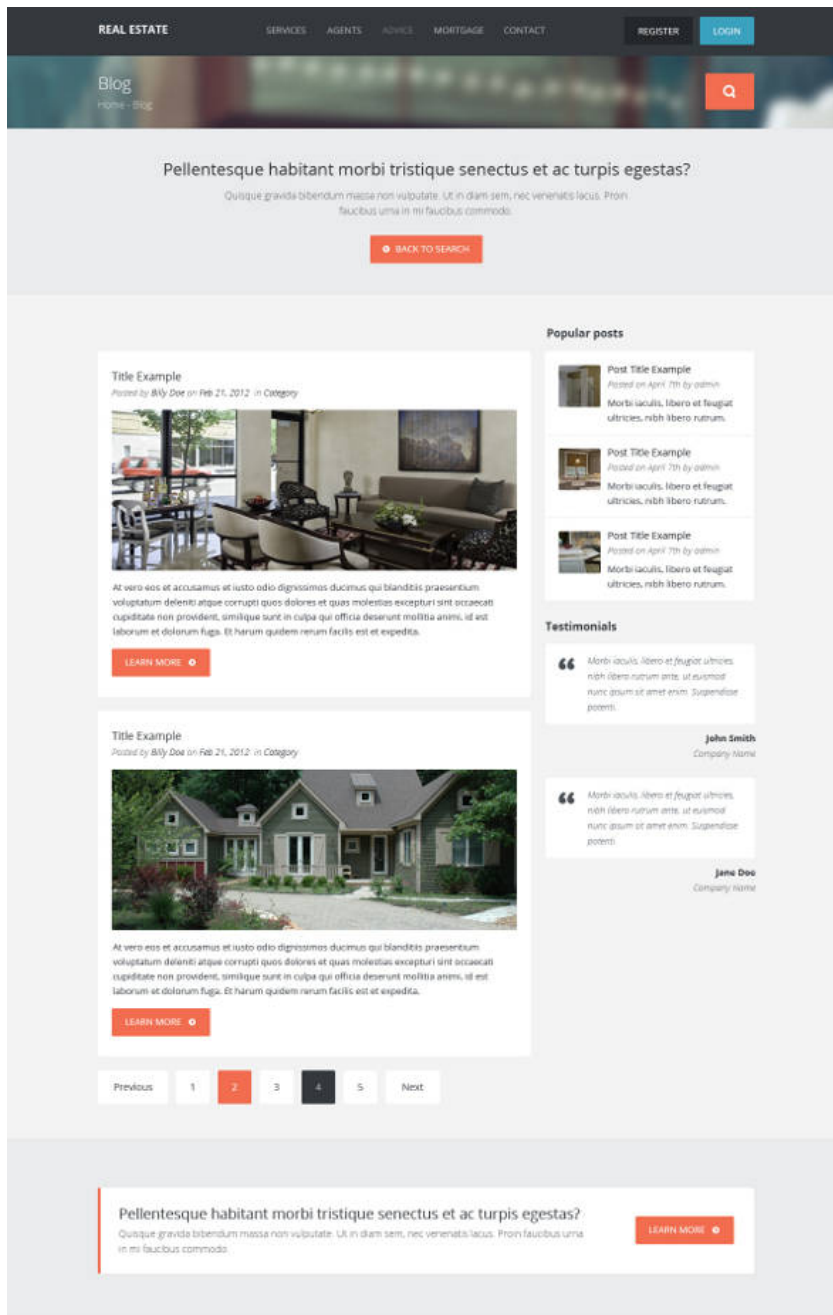 REAL ESTATE
SERVICES AGENTS ADVICE MORTGAGE CONTACT
REGISTER LOGIN
Blog
Home - Blog
Pellentesque habitant morbi tristique senectus et ac turpis egestas?
Quisque gravida bibendum massa non vulputate. Ut in diam sem, nec venenatis lacus. Proin
faucibus urna in mi faucibus commodo.
BACK TO SEARCH
Title Example
Posted by Billy Doe on Feb 21, 2012 in Category
At vero eos et accusamus et iusto odio dignissimos ducimus qui blanditiis praesentium
voluptatum deleniti atque corrupti quos dolores et quas molestias excepturi sint occaecati
cupiditate non provident, similique sunt in culpa qui officia deserunt mollitia animi, id est
laborum et dolorum fuga. Et harum quidem rerum facilis est et expedita.
LEARN MORE
Title Example
Posted by Billy Doe on Feb 21, 2012 in Category
At vero eos et accusamus et iusto odio dignissimos ducimus qui blanditiis praesentium
voluptatum deleniti atque corrupti quos dolores et quas molestias excepturi sint occaecati
cupiditate non provident, similique sunt in culpa qui officia deserunt mollitia animi, id est
laborum et dolorum fuga. Et harum quidem rerum facilis est et expedita.
LEARN MORE
Previous 1 2 3 4 5 Next
Popular posts
Post Title Example
Posted on April 7th by admin
Morbi iaculis, libero et feugiat
ultricies, nibh libero rutrum.
Post Title Example
Posted on April 7th by admin
Morbi iaculis, libero et feugiat
ultricies, nibh libero rutrum.
Post Title Example
Posted on April 7th by admin
Morbi iaculis, libero et feugiat
ultricies, nibh libero rutrum.
Testimonials
“ Morbi iaculis, libero et feugiat ultricies,
nibh libero rutrum ante, ut euismod
nunc ipsum sit amet enim. Suspendisse
potenti.
John Smith
Company Name
“ Morbi iaculis, libero et feugiat ultricies,
nibh libero rutrum ante, ut euismod
nunc ipsum sit amet enim. Suspendisse
potenti.
Jane Doe
Company Name
Pellentesque habitant morbi tristique senectus et ac turpis egestas?
Quisque gravida bibendum massa non vulputate. Ut in diam sem, nec venenatis lacus. Proin faucibus urna
in mi faucibus commodo.
LEARN MORE